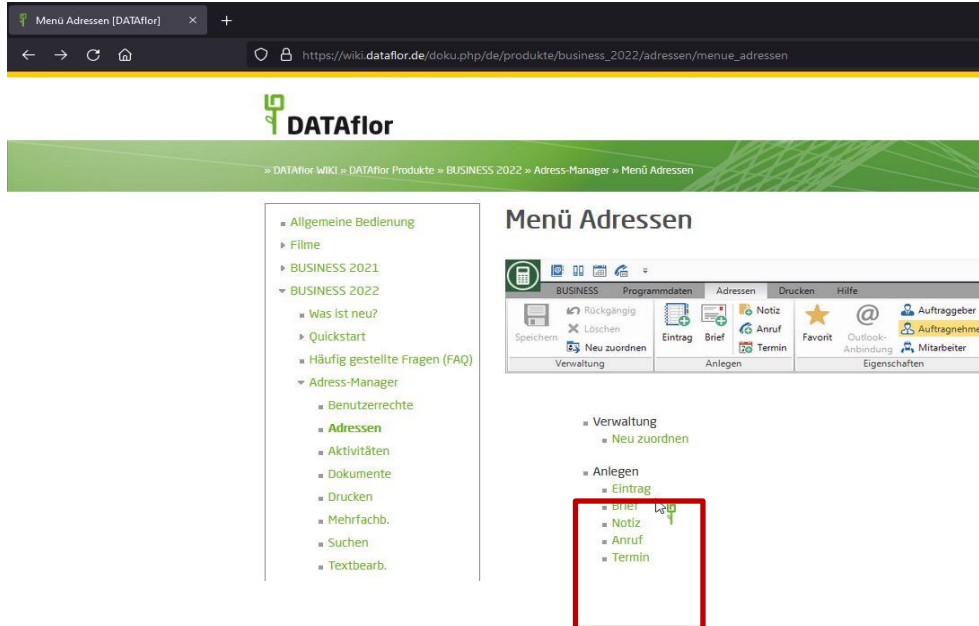 Menü Adressen [DATAflor]
https://wiki.dataflor.de/doku.php/de/produkte/business_2022/adressen/menue_adressen
DATAflor
» DATAflor WIKI » DATAflor Produkte » BUSINESS 2022 » Adress-Manager » Menü Adressen
Allgemeine Bedienung
Filme
BUSINESS 2021
BUSINESS 2022
Was ist neu?
Quickstart
Häufig gestellte Fragen (FAQ)
Adress-Manager
Benutzerrechte
Adressen
Aktivitäten
Dokumente
Drucken
Mehrfachb.
Suchen
Textbearb.
Menü Adressen
BUSINESS Programmdaten Adressen Drucken Hilfe
Speichern
Rückgängig
Löschen
Neu zuordnen
Verwaltung
Eintrag
Brief
Notiz
Anruf
Termin
Anlegen
Favorit
Outlook-
Anbindung
Auftraggeber
Auftragnehme
Mitarbeiter
Eigenschaften
Verwaltung
Neu zuordnen
Anlegen
Eintrag
Brief
Notiz
Anruf
Termin